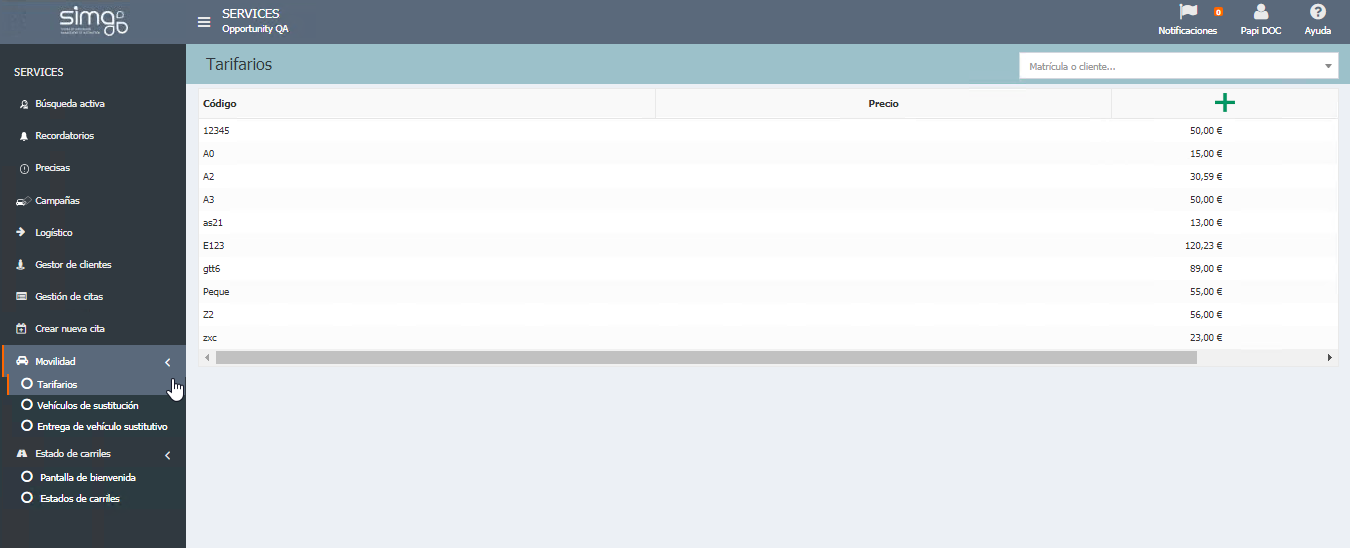 simgo
SERVICES
Opportunity QA
0
Notificaciones
Papi DOC
Ayuda
SERVICES
Búsqueda activa
Recordatorios
Precisas
Campañas
Logístico
Gestor de clientes
Gestión de citas
Crear nueva cita
Movilidad
Tarifarios
Vehículos de sustitución
Entrega de vehículo sustitutivo
Estado de carriles
Pantalla de bienvenida
Estados de carriles
Tarifarios
Matrícula o cliente...
Código Precio
12345 50,00 €
A0 15,00 €
A2 30,59 €
A3 50,00 €
as21 13,00 €
E123 120,23 €
gtt6 89,00 €
Peque 55,00 €
Z2 56,00 €
zxc 23,00 €